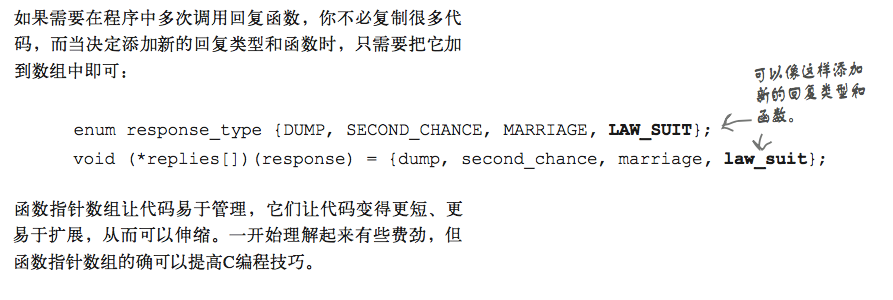 如果需要在程序中多次调用回复函数，你不必复制很多代
码，而当决定添加新的回复类型和函数时，只需要把它加
到数组中即可：
可以像这样添加
新的回复类型和
函数。
enum response_type {DUMP, SECOND_CHANCE, MARRIAGE, LAW_SUIT};
void (*replies[])(response) = {dump, second_chance, marriage, law_suit};
函数指针数组让代码易于管理，它们让代码变得更短、更
易于扩展，从而可以伸缩。一开始理解起来有些费劲，但
函数指针数组的确可以提高C编程技巧。